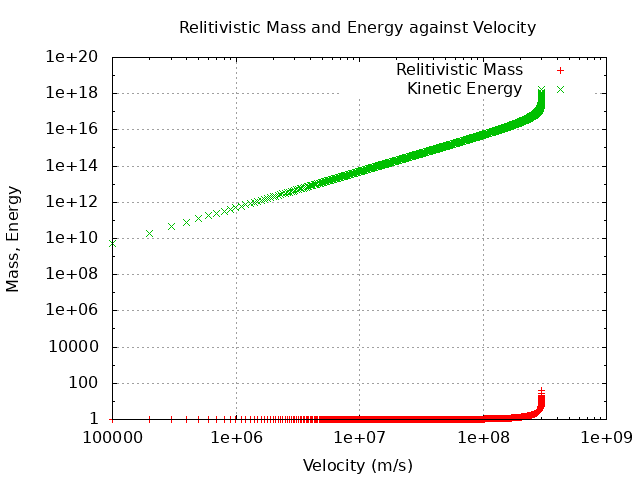 Relitivistic Mass and Energy against Velocity
1e+20
1e+18
1e+16
1e+14
1e+12
1e+10
1e+08
1e+06
10000
100
1
Mass, Energy
Relitivistic Mass
Kinetic Energy
100000 1e+06 1e+07 1e+08 1e+09
Velocity (m/s)